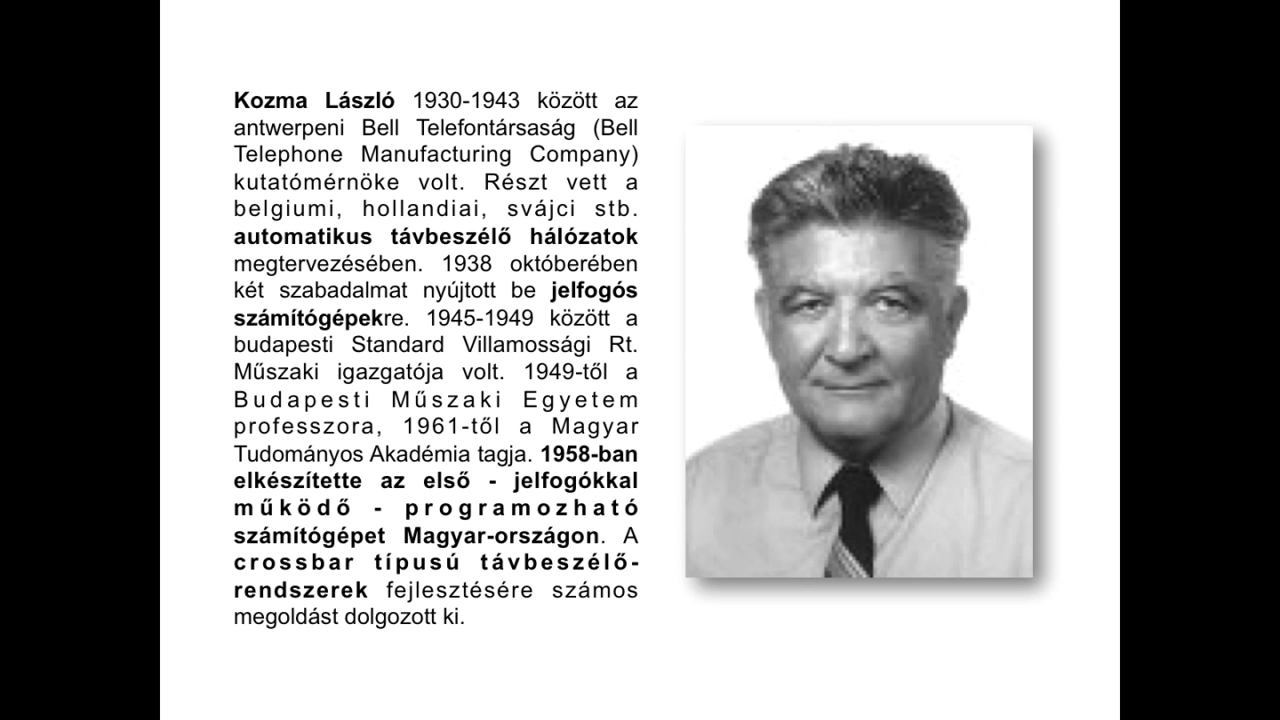 Kozma László 1930-1943 között az
antwerpeni Bell Telefontársaság (Bell
Telephone Manufacturing Company)
kutatómérnöke volt. Részt vett a
belgiumi, hollandiai, svájci stb.
automatikus távbeszélő hálózatok
megtervezésében. 1938 októberében
két szabadalmat nyújtott be jelfogós
számítógépekre. 1945-1949 között a
budapesti Standard Villamossági Rt.
Műszaki igazgatója volt. 1949-től a
Budapesti Műszaki Egyetem
professzora, 1961-től a Magyar
Tudományos Akadémia tagja. 1958-ban
elkészítette az első - jelfogókkal
működő - programozható
számítógépet Magyar-országon. A
crossbar típusú távbeszélő-
rendszerek fejlesztésére számos
megoldást dolgozott ki.